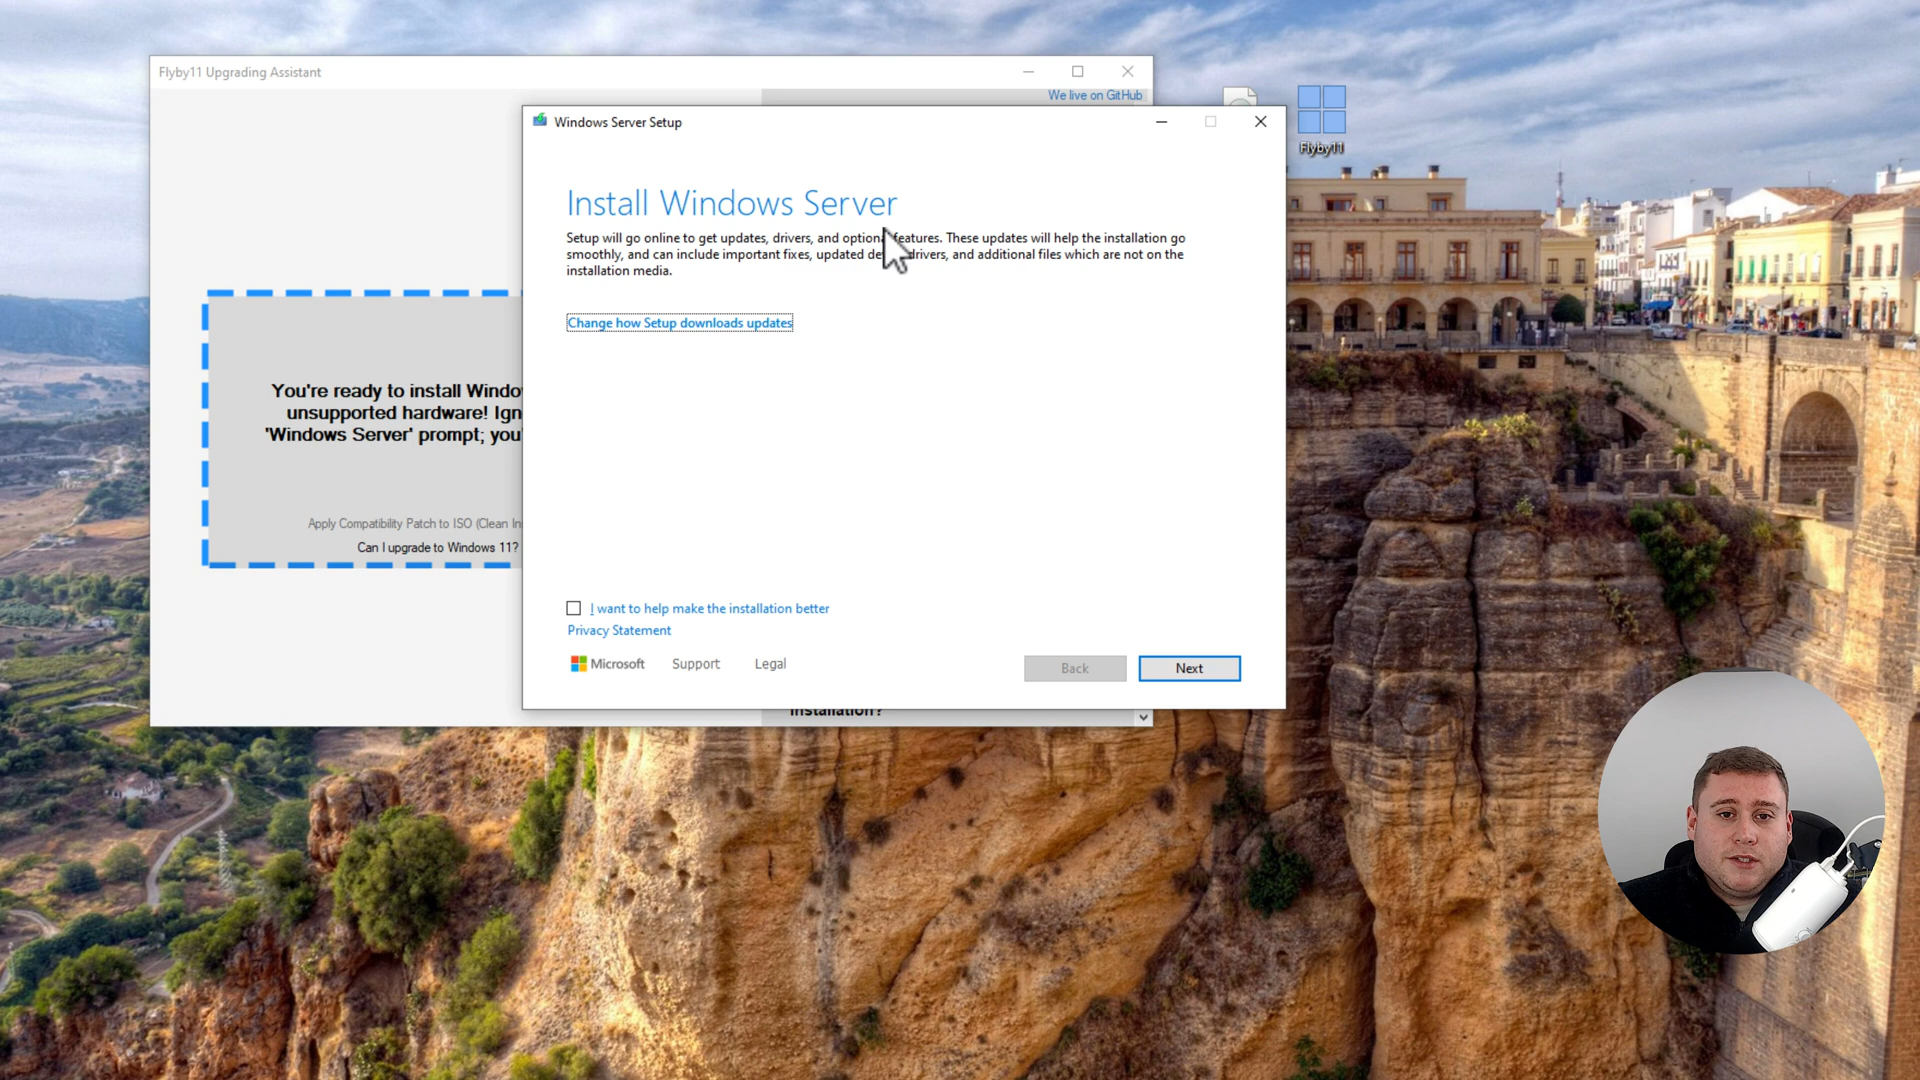 Flyby11 Upgrading Assistant
We live on GitHub
Flyby11
Windows Server Setup
Install Windows Server
Setup will go online to get updates, drivers, and optional features. These updates will help the installation go
smoothly, and can include important fixes, updated device drivers, and additional files which are not on the
installation media.
Change how Setup downloads updates
You're ready to install Windo
unsupported hardware! Ign
'Windows Server' prompt; you'
Apply Compatibility Patch to ISO (Clean In
Can I upgrade to Windows 11?
I want to help make the installation better
Privacy Statement
Microsoft Support Legal
Back Next
installation?